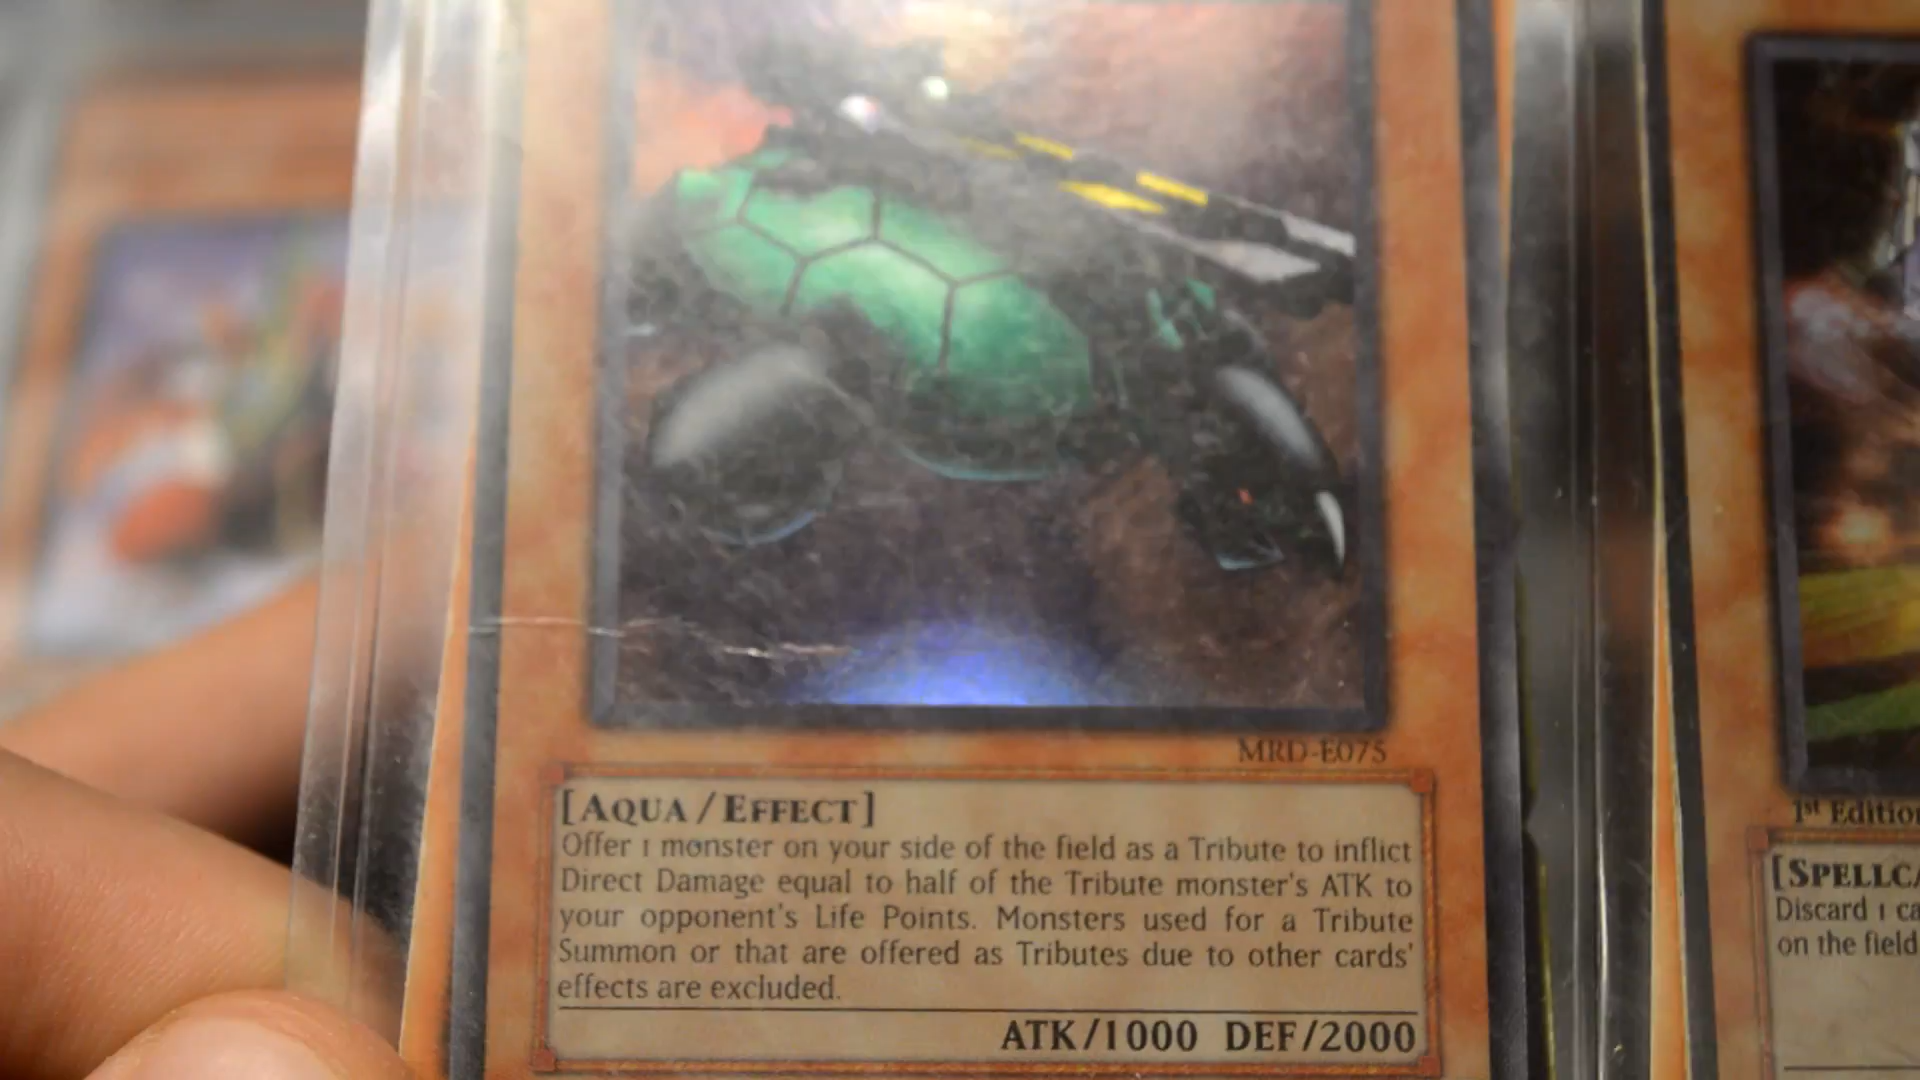 MRD-E075
[AQUA/EFFECT]
Offer 1 monster on your side of the field as a Tribute to inflict
Direct Damage equal to half of the Tribute monster's ATK to
your opponent's Life Points. Monsters used for a Tribute
Summon or that are offered as Tributes due to other cards'
effects are excluded.
ATK/1000 DEF/2000
1st Edition
[SPELLCA
Discard 1 ca
on the field